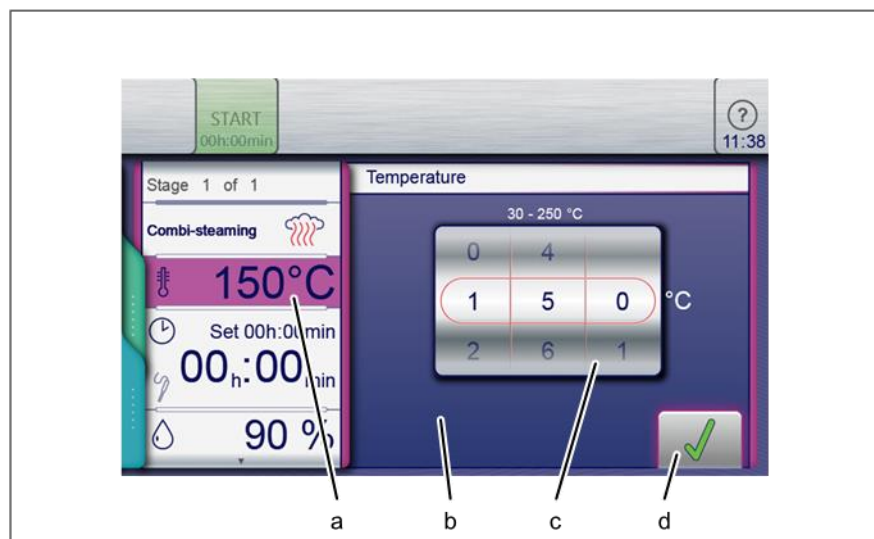 START
00h:00min
?
11:38
Stage 1 of 1
Temperature
Combi-steaming
30 - 250 °C
150°C
0 4
1 5 0 °C
2 6 1
Set 00h:00min
00h:00min
90 %
a b c d